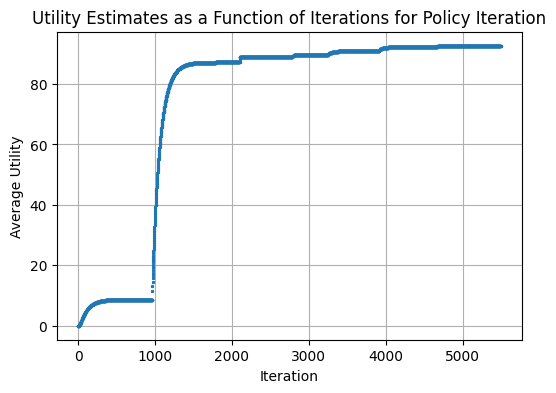 Utility Estimates as a Function of Iterations for Policy Iteration
80
60
40
20
0
Average Utility
0 1000 2000 3000 4000 5000
Iteration